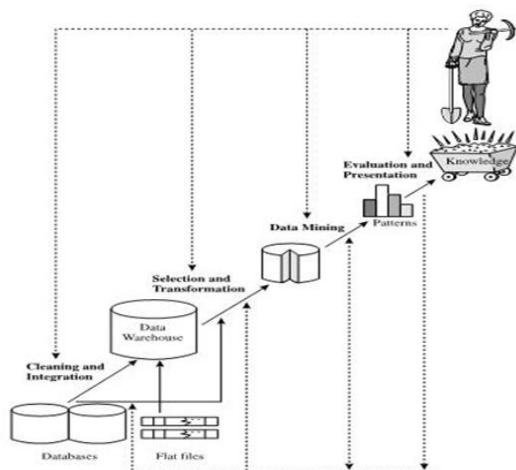 Evaluation and
Presentation
Knowledge
Patterns
Data Mining
Selection and
Transformation
Data
Warehouse
Cleaning and
Integration
Databases
Flat files